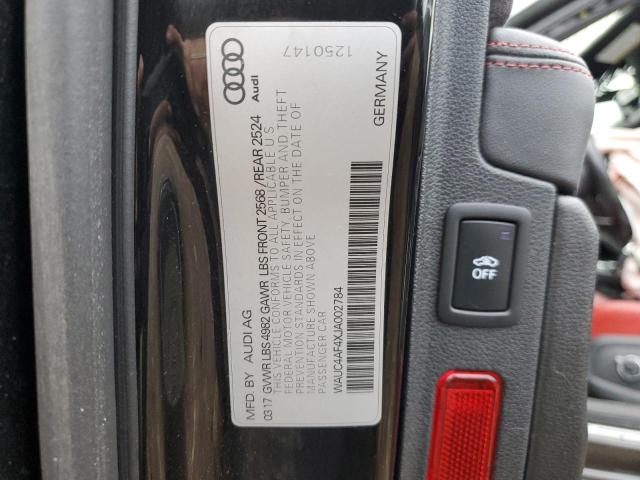 MFD. BY AUDI AG
Audi
1250147
03 17 GVWR LBS 4982 GAWR LBS FRONT 2568 / REAR 2524
THIS VEHICLE CONFORMS TO ALL APPLICABLE U S
FEDERAL MOTOR VEHICLE SAFETY, BUMPER AND THEFT
PREVENTION STANDARDS IN EFFECT ON THE DATE OF
MANUFACTURE SHOWN ABOVE
PASSENGER CAR
WAUC4AF4XJA002784
GERMANY
OFF